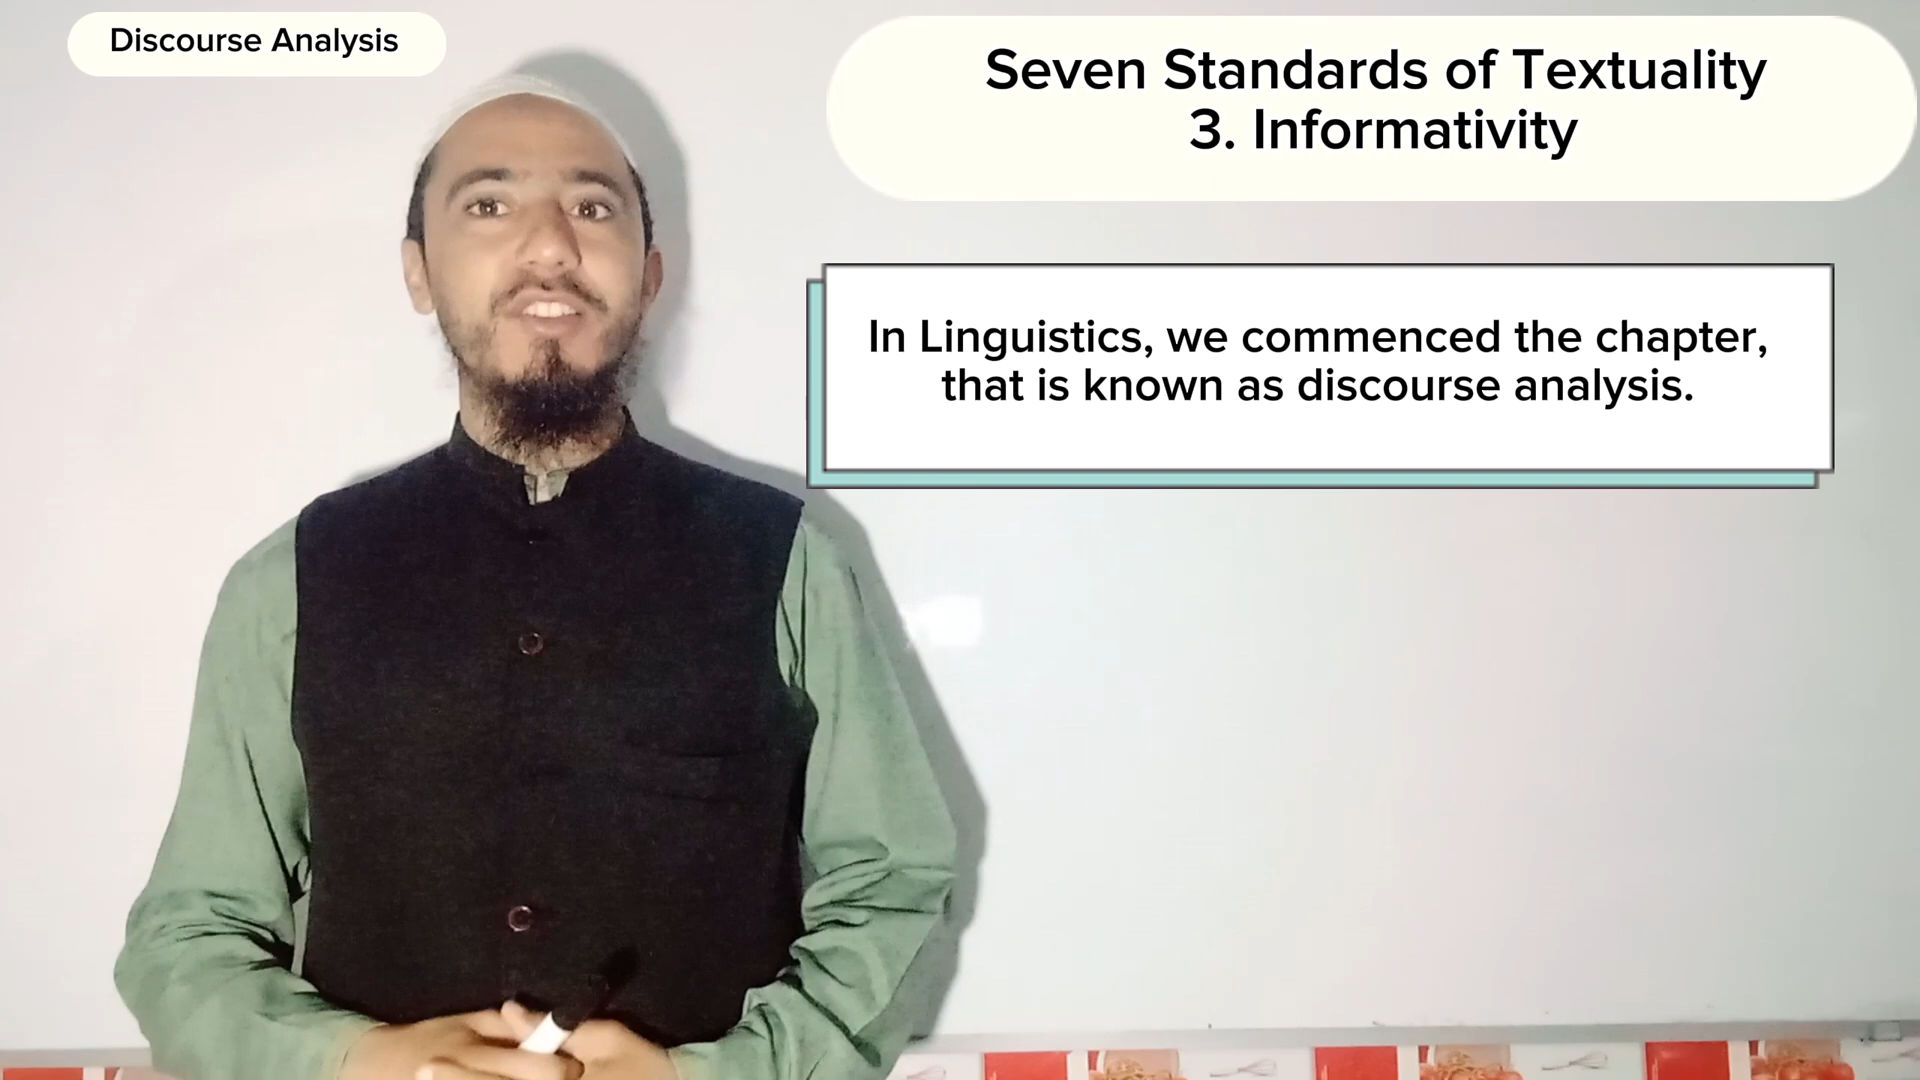 Discourse Analysis
Seven Standards of Textuality
3. Informativity
In Linguistics, we commenced the chapter,
that is known as discourse analysis.